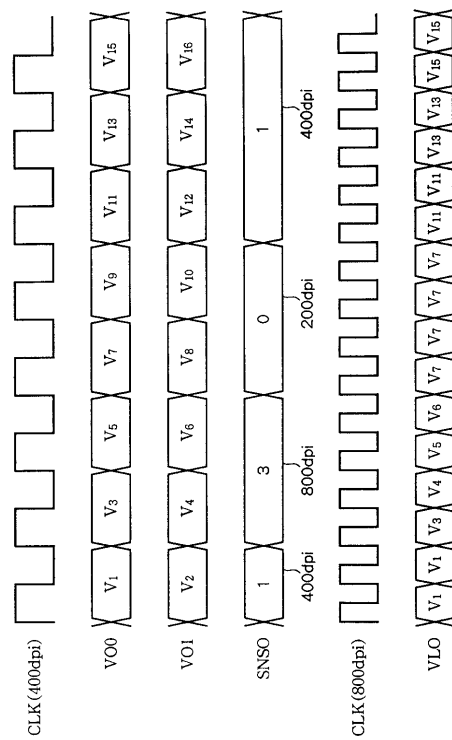 CLK(400dpi)
VO0 V1 V3 V5 V7 V9 V11 V13 V15
VO1 V2 V4 V6 V8 V10 V12 V14 V16
SNSO 1 3 0 1
400dpi 800dpi 200dpi 400dpi
CLK(800dpi)
VLO V1 V1 V3 V4 V5 V6 V7 V7 V7 V7 V11 V11 V13 V13 V15 V15